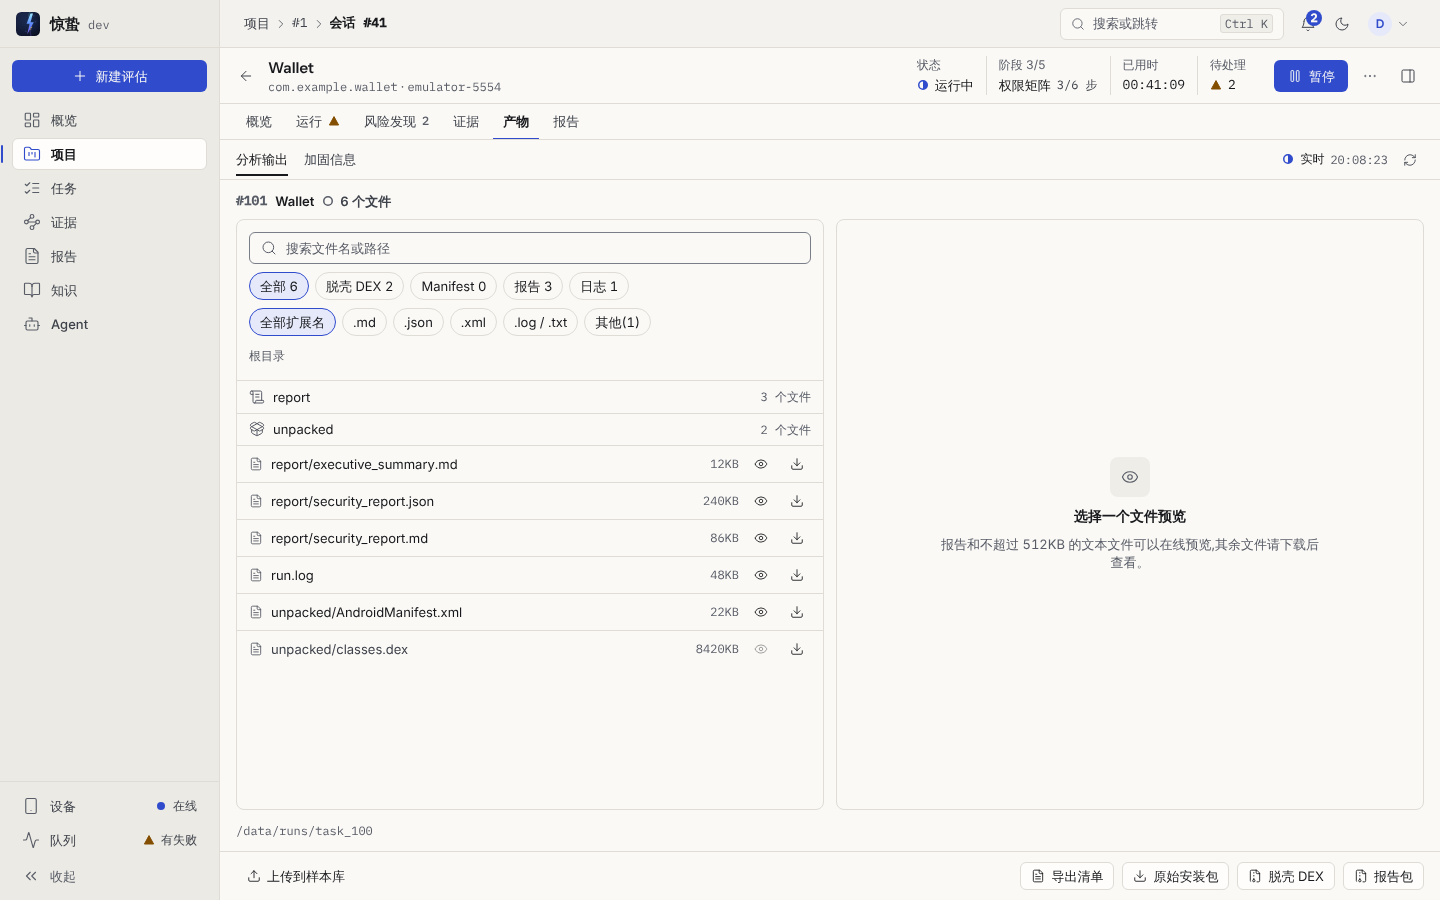 惊蛰 dev
项目 > #1 > 会话 #41
搜索或跳转 Ctrl K
2
D
新建评估
概览
项目
任务
证据
报告
知识
Agent
设备 在线
队列 有失败
收起
Wallet
com.example.wallet · emulator-5554
状态
运行中
阶段 3/5
权限矩阵 3/6 步
已用时
00:41:09
待处理
2
暂停
概览 运行 风险发现 2 证据 产物 报告
分析输出 加固信息
实时 20:08:23
#101 Wallet 6 个文件
搜索文件名或路径
全部 6 脱壳 DEX 2 Manifest 0 报告 3 日志 1
全部扩展名 .md .json .xml .log / .txt 其他(1)
根目录
report 3 个文件
unpacked 2 个文件
report/executive_summary.md 12KB
report/security_report.json 240KB
report/security_report.md 86KB
run.log 48KB
unpacked/AndroidManifest.xml 22KB
unpacked/classes.dex 8420KB
选择一个文件预览
报告和不超过 512KB 的文本文件可以在线预览,其余文件请下载后
查看。
/data/runs/task_100
上传到样本库
导出清单 原始安装包 脱壳 DEX 报告包